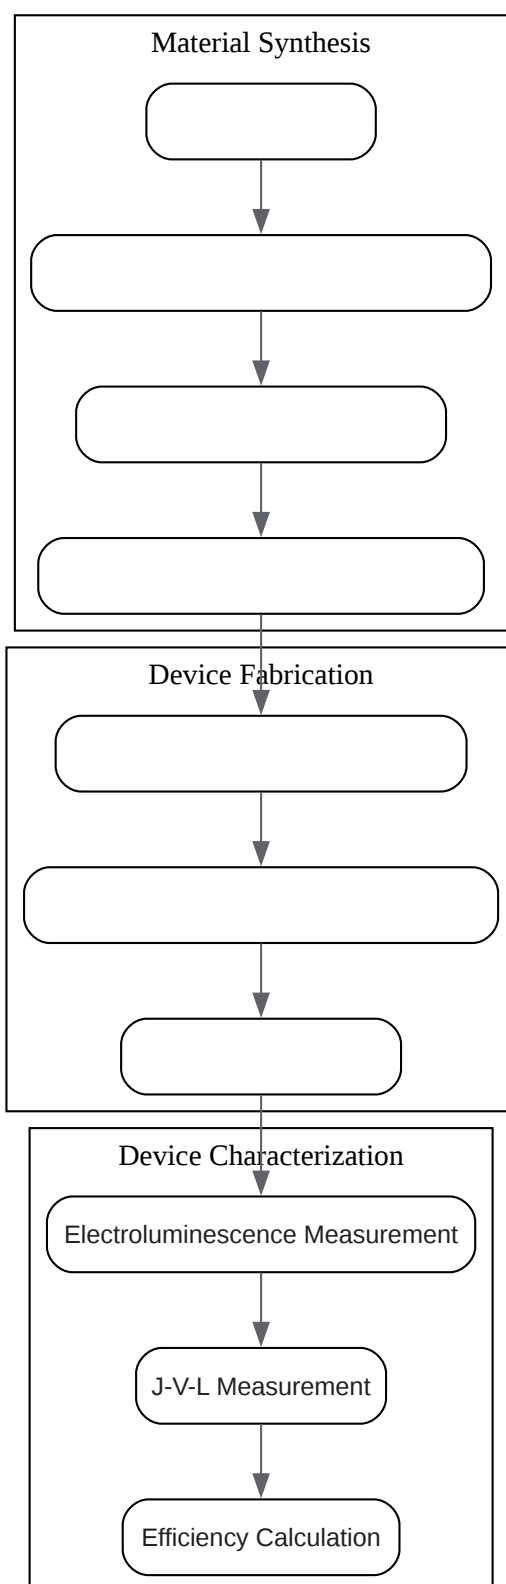 Material Synthesis
Device Fabrication
Device Characterization
Electroluminescence Measurement
J-V-L Measurement
Efficiency Calculation